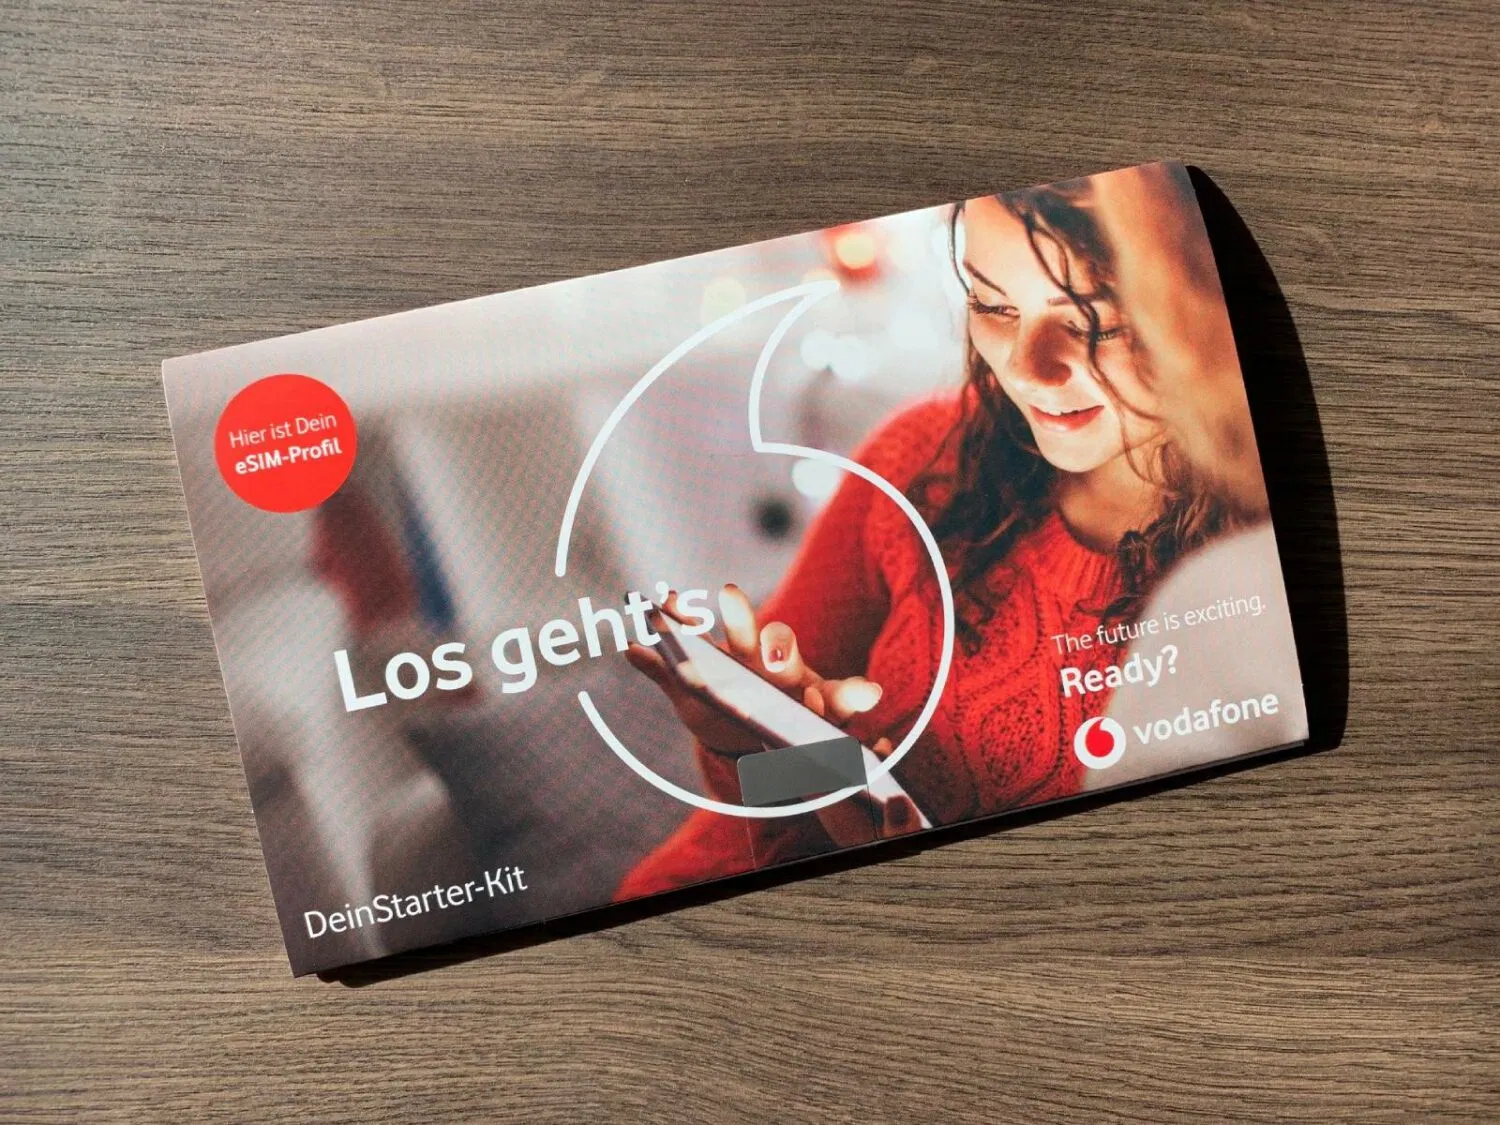 Hier ist Dein
eSIM-Profil
Los geht's
The future is exciting.
Ready?
vodafone
DeinStarter-Kit